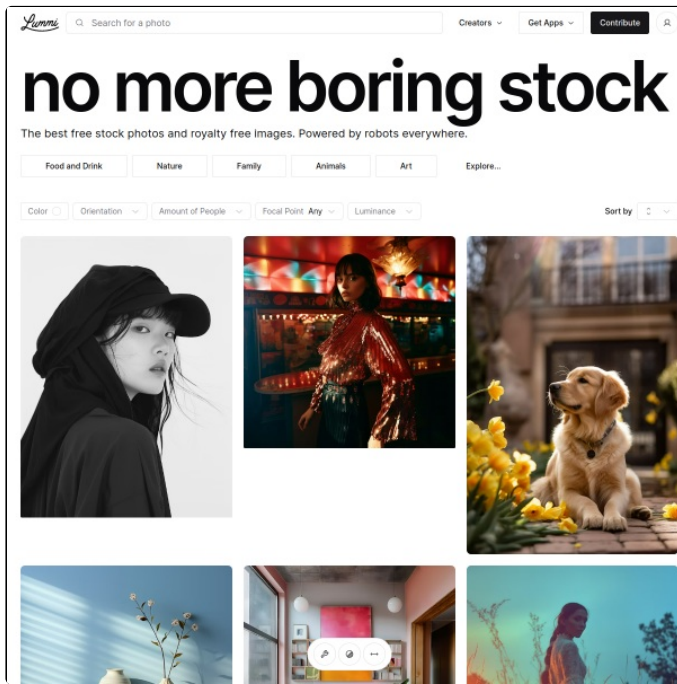 Lummi
Search for a photo
Creators
Get Apps
Contribute
no more boring stock
The best free stock photos and royalty free images. Powered by robots everywhere.
Food and Drink
Nature
Family
Animals
Art
Explore...
Color
Orientation
Amount of People
Focal Point Any
Luminance
Sort by